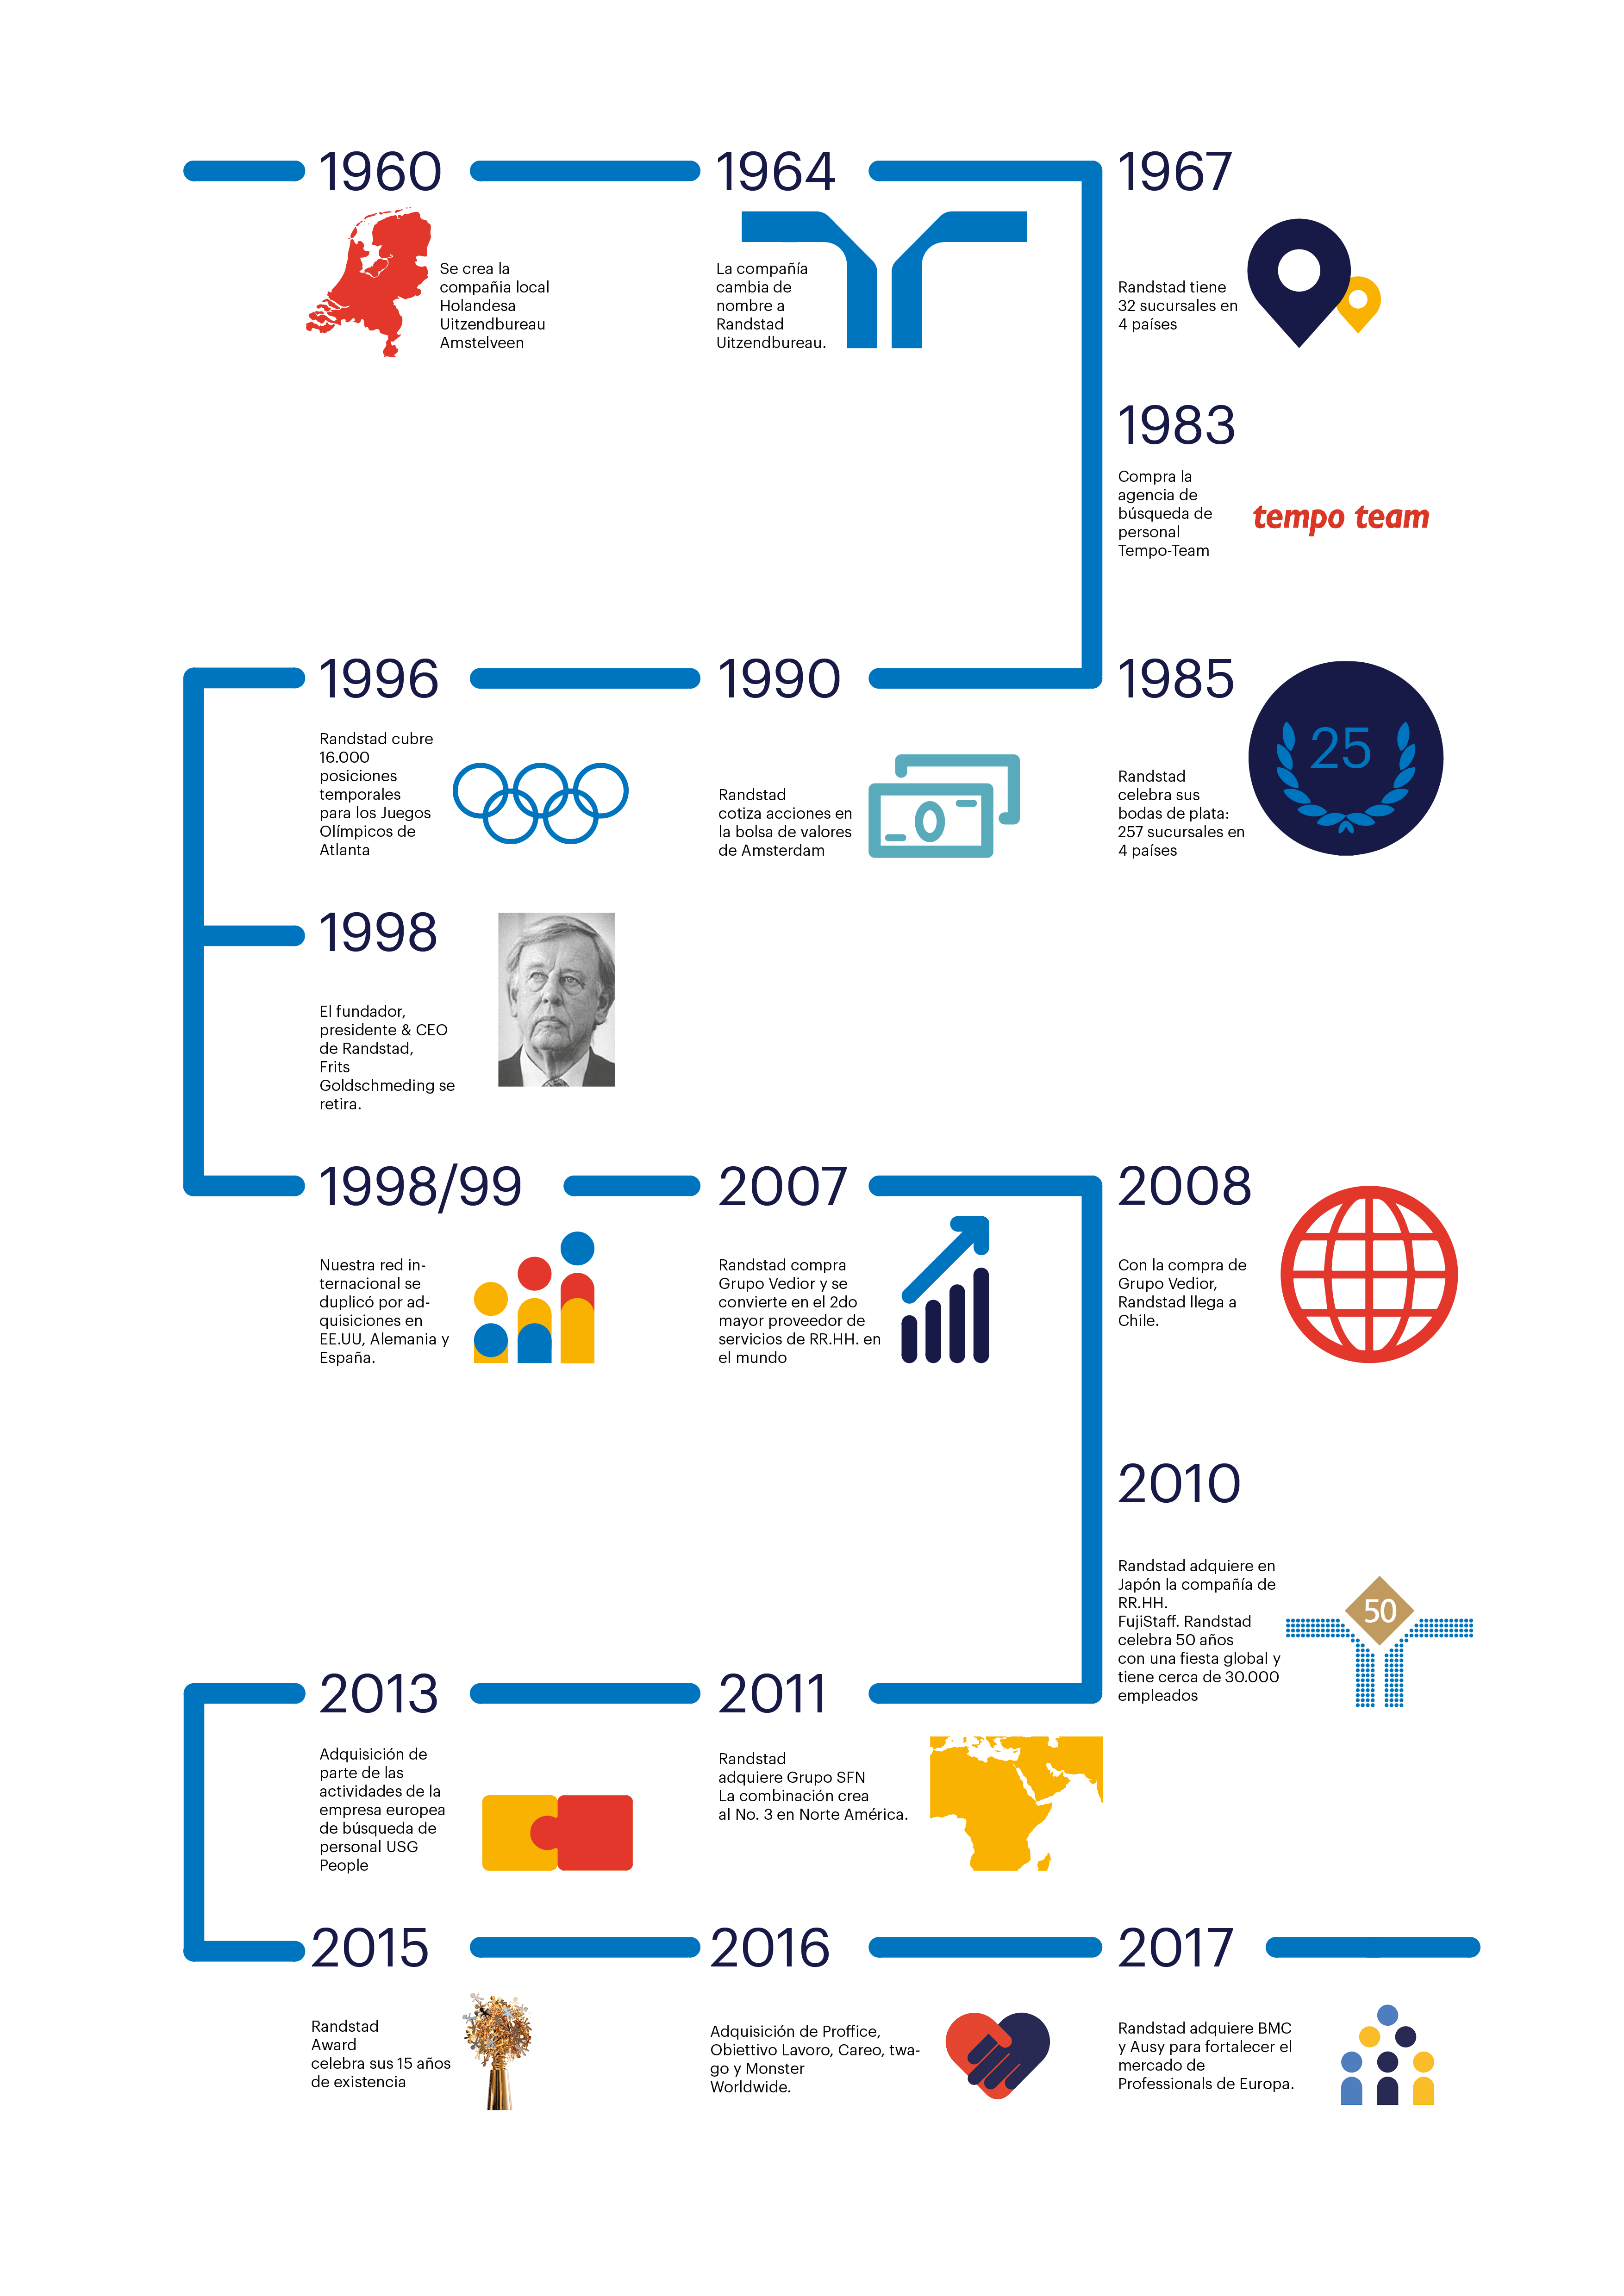 1960
Se crea la
compañia local
Holandesa
Uitzendbureau
Amstelveen
1964
La compañía
cambia de
nombre a
Randstad
Uitzendbureau.
1967
Randstad tiene
32 sucursales en
4 países
1983
Compra la
agencia de
búsqueda de
personal
Tempo-Team
tempo team
1985
25
Randstad
celebra sus
bodas de plata:
257 sucursales en
4 países
1990
Randstad
cotiza acciones en
la bolsa de valores
de Amsterdam
0
1996
Randstad cubre
16.000
posiciones
temporales
para los Juegos
Olímpicos de
Atlanta
1998
El fundador,
presidente & CEO
de Randstad,
Frits
Goldschmeding se
retira.
1998/99
Nuestra red in-
ternacional se
duplicó por ad-
quisiciones en
EE.UU, Alemania y
España.
2007
Randstad compra
Grupo Vedior y se
convierte en el 2do
mayor proveedor de
servicios de RR.HH. en
el mundo
2008
Con la compra de
Grupo Vedior,
Randstad llega a
Chile.
2010
Randstad adquiere en
Japón la compañía de
RR.HH.
FujiStaff. Randstad
celebra 50 años
con una fiesta global y
tiene cerca de 30.000
empleados
50
2011
Randstad
adquiere Grupo SFN
La combinación crea
al No. 3 en Norte América.
2013
Adquisición de
parte de las
actividades de la
empresa europea
de búsqueda de
personal USG
People
2015
Randstad
Award
celebra sus 15 años
de existencia
2016
Adquisición de Proffice,
Obiettivo Lavoro, Careo, twa-
go y Monster
Worldwide.
2017
Randstad adquiere BMC
y Ausy para fortalecer el
mercado de
Professionals de Europa.